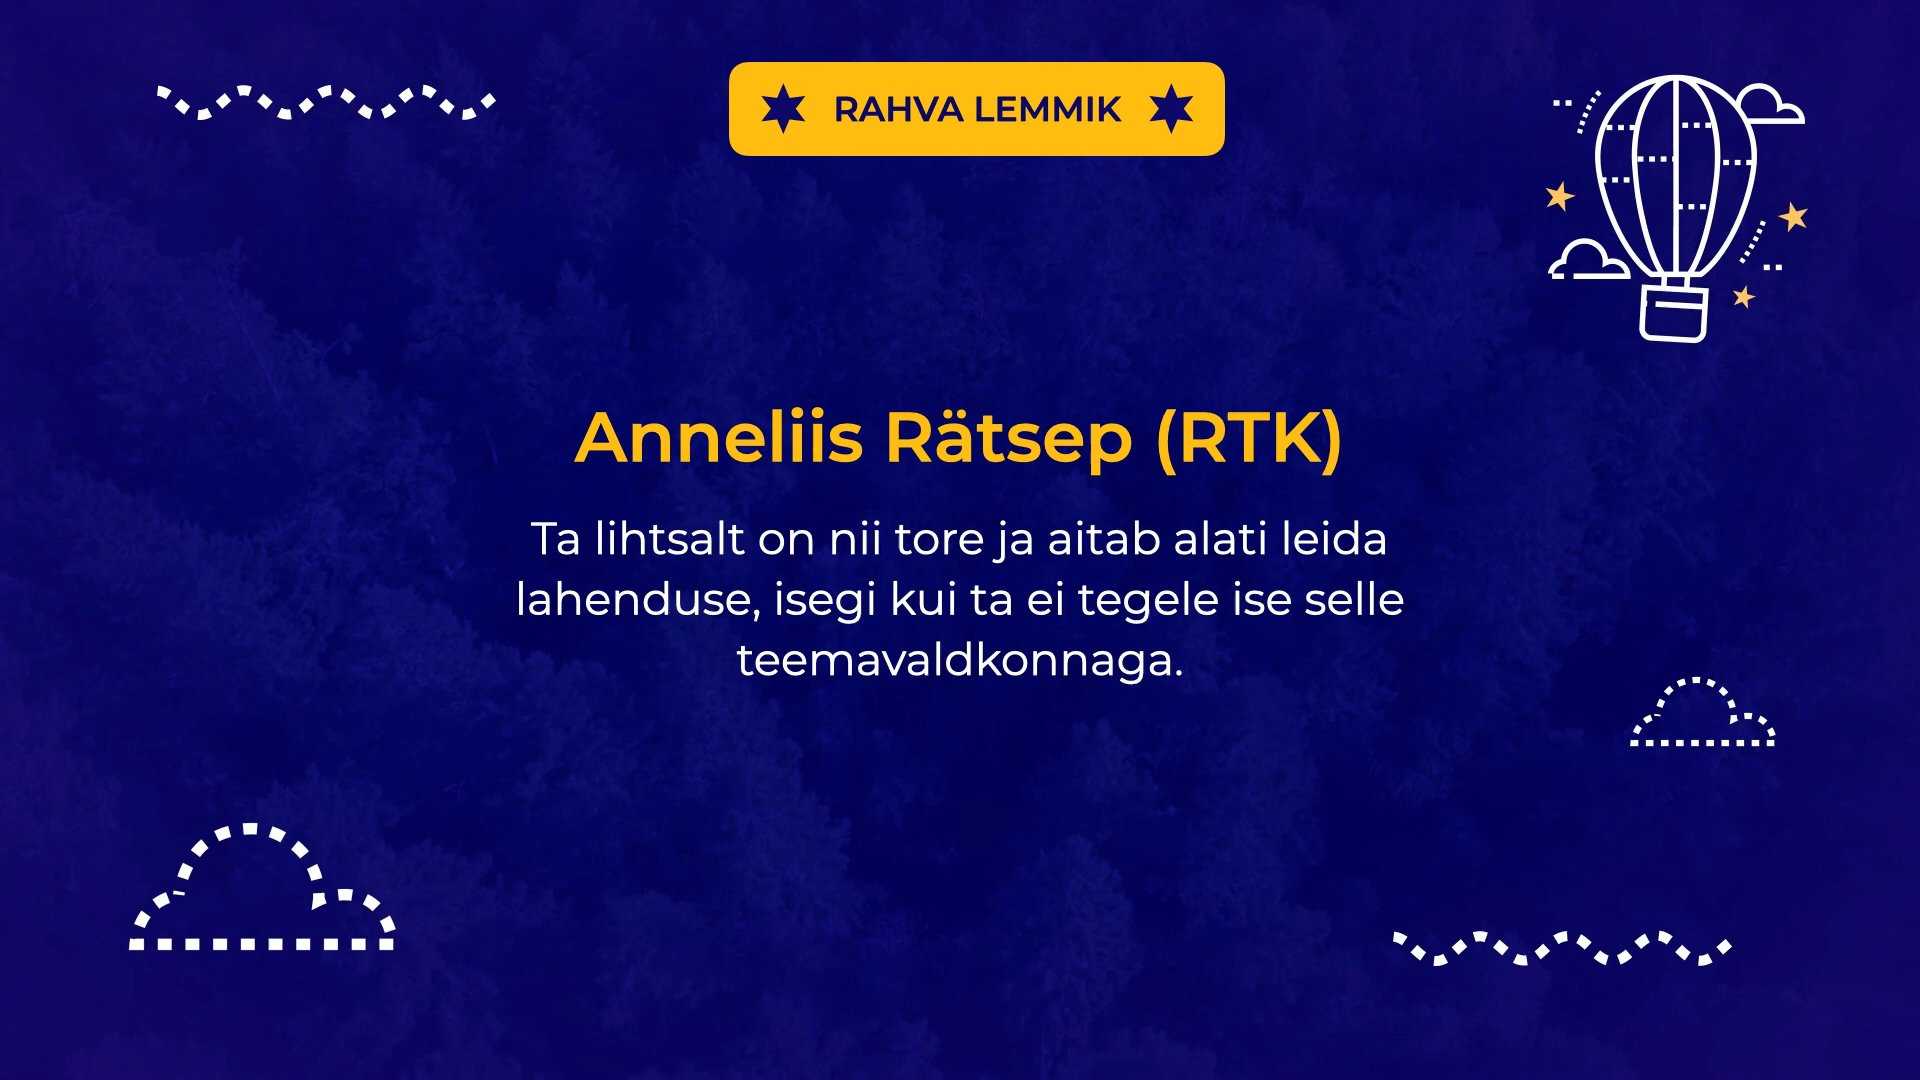 RAHVA LEMMIK
Anneliis Rätsep (RTK)
Ta lihtsalt on nii tore ja aitab alati leida
lahenduse, isegi kui ta ei tegele ise selle
teemavaldkonnaga.